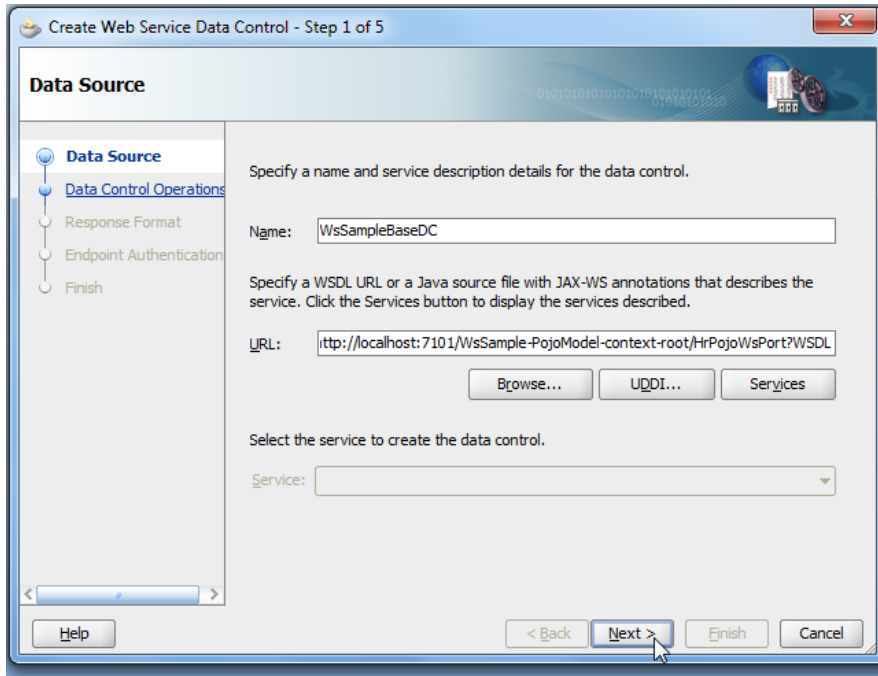 Create Web Service Data Control - Step 1 of 5
Data Source
Data Source
Data Control Operations
Response Format
Endpoint Authentication
Finish
Specify a name and service description details for the data control.
Name: WsSampleBaseDC
Specify a WSDL URL or a Java source file with JAX-WS annotations that describes the
service. Click the Services button to display the services described.
URL: ttp://localhost:7101/WsSample-PojoModel-context-root/HrPojoWsPort?WSDL
Browse... UDDI... Services
Select the service to create the data control.
Service:
Help < Back Next > Finish Cancel